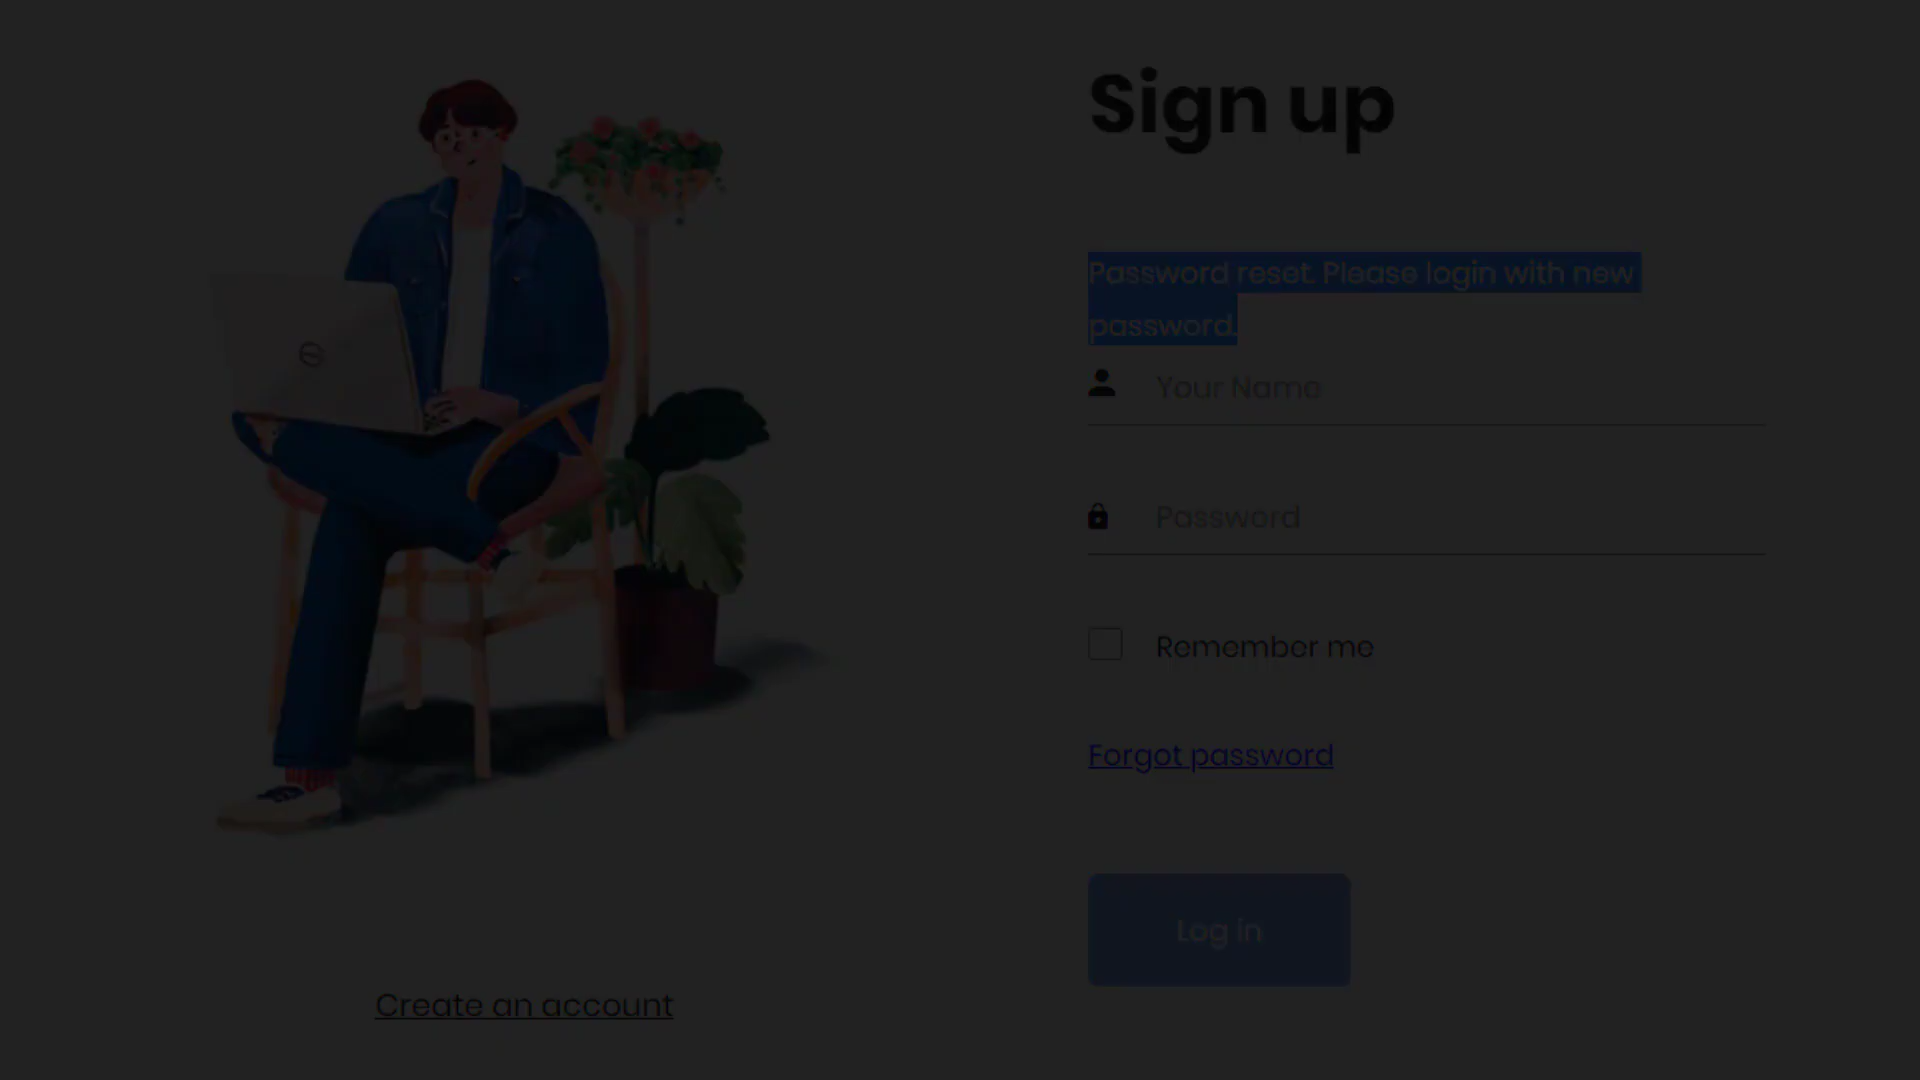 Sign up
Password reset. Please login with new
password.
Your Name
Password
Remember me
Forgot password
Log in
Create an account